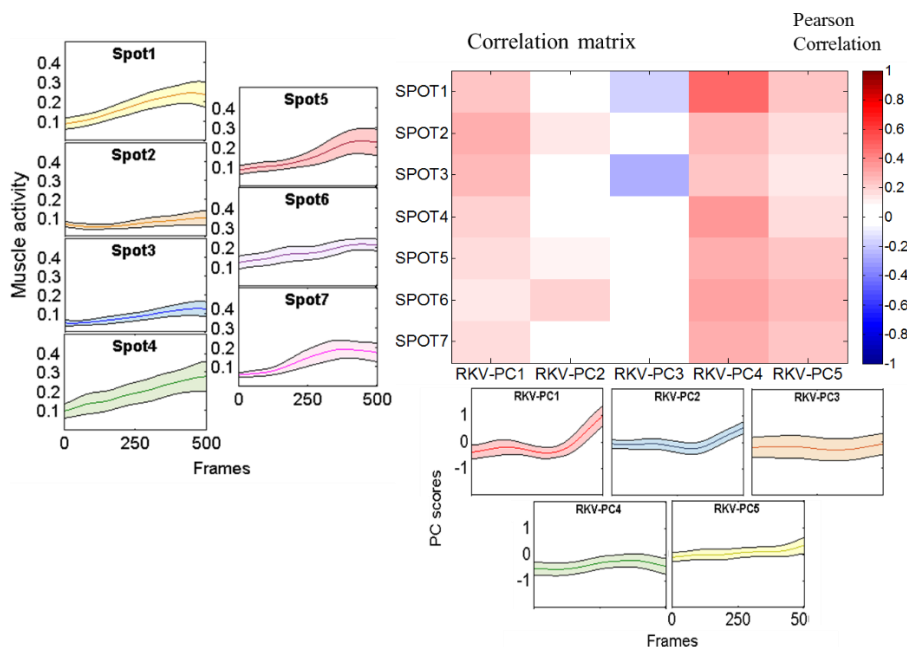 Spot1
0.4
0.3
0.2
0.1
Spot2
0.4
0.3
0.2
0.1
Spot3
0.4
0.3
0.2
0.1
Spot4
0.4
0.3
0.2
0.1
0
250
500
Muscle activity
Frames
Spot5
0.4
0.3
0.2
0.1
Spot6
0.4
0.3
0.2
0.1
Spot7
0.4
0.3
0.2
0.1
0
250
500
Correlation matrix
Pearson
Correlation
SPOT1
SPOT2
SPOT3
SPOT4
SPOT5
SPOT6
SPOT7
RKV-PC1 RKV-PC2 RKV-PC3 RKV-PC4 RKV-PC5
1
0.8
0.6
0.4
0.2
0
-0.2
-0.4
-0.6
-0.8
-1
RKV-PC1
RKV-PC2
RKV-PC3
1
0
-1
RKV-PC4
RKV-PC5
1
0
-1
PC scores
0
250
500
Frames